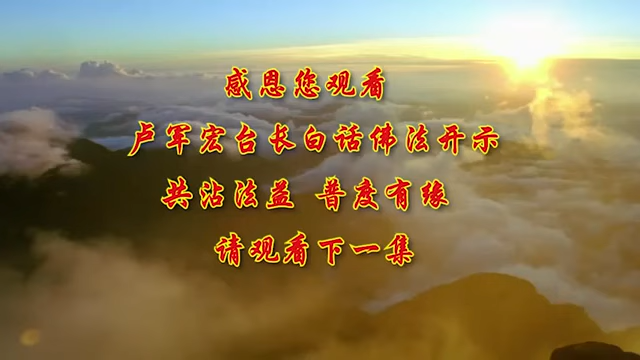 感恩您观看
卢军宏台长白话佛法开示
共沾法益 普度有缘
请观看下一集